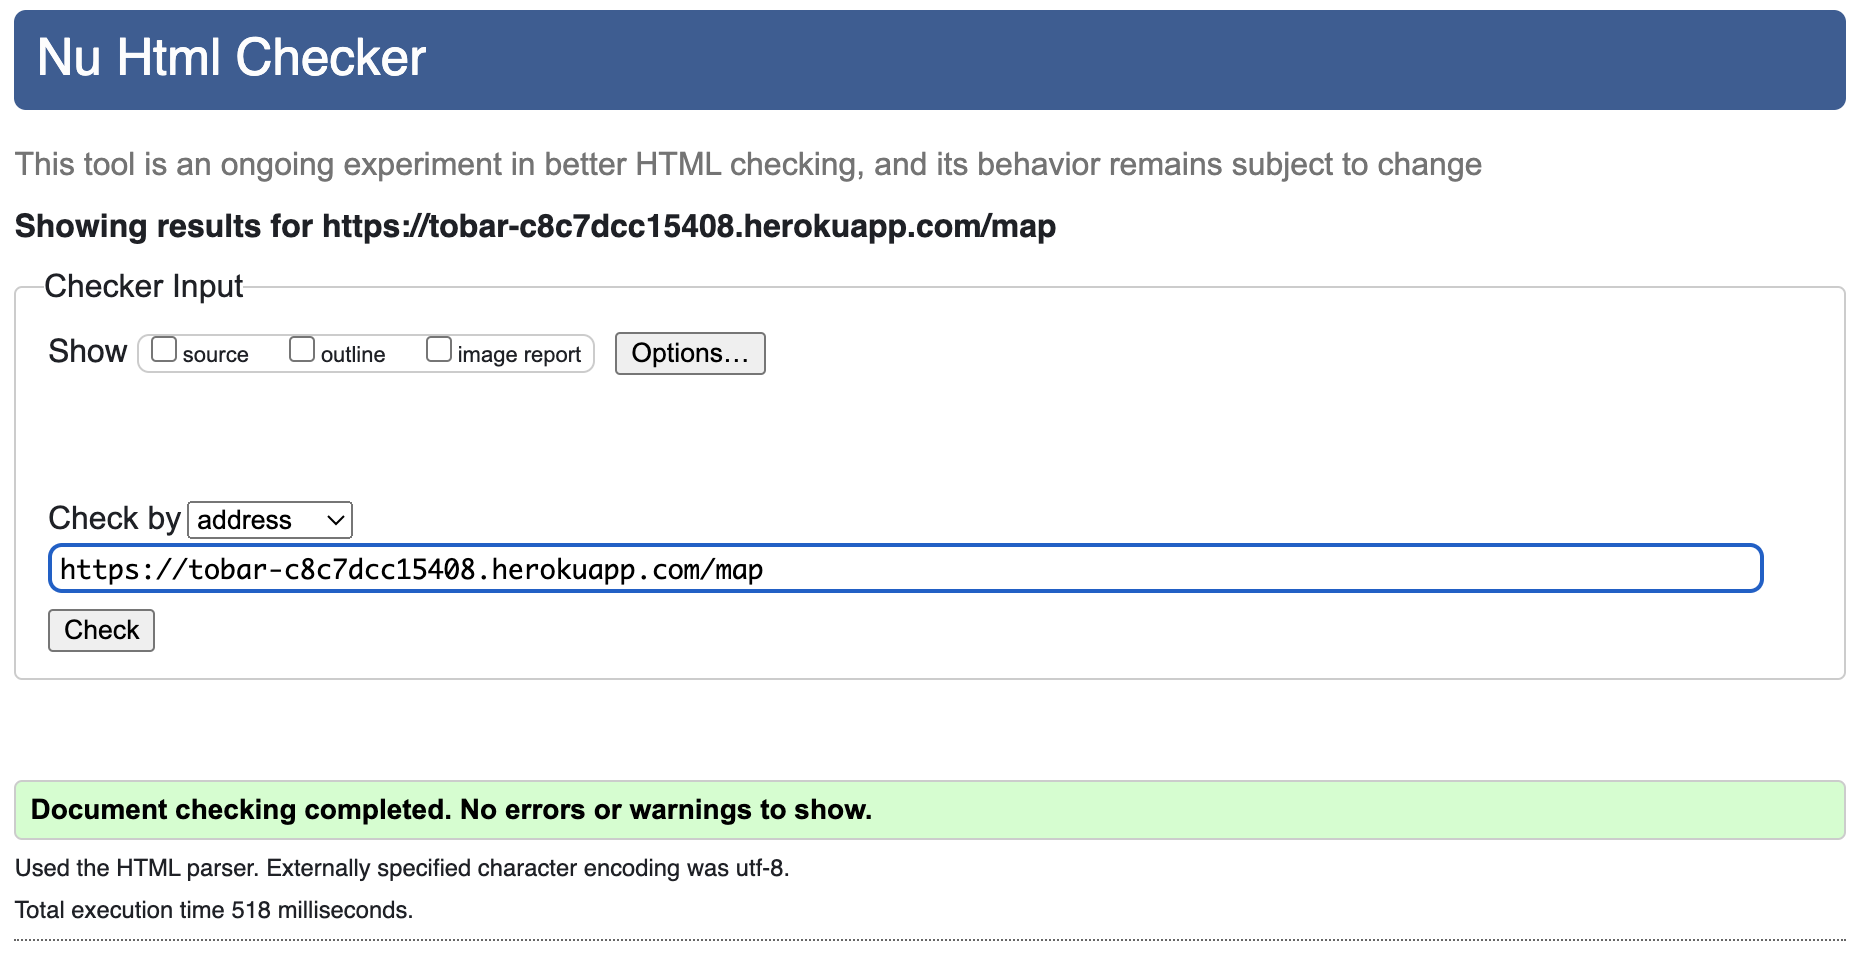 Nu Html Checker
This tool is an ongoing experiment in better HTML checking, and its behavior remains subject to change
Showing results for https://tobar-c8c7dcc15408.herokuapp.com/map
Checker Input
Show source outline image report Options…
Check by address
https://tobar-c8c7dcc15408.herokuapp.com/map
Check
Document checking completed. No errors or warnings to show.
Used the HTML parser. Externally specified character encoding was utf-8.
Total execution time 518 milliseconds.